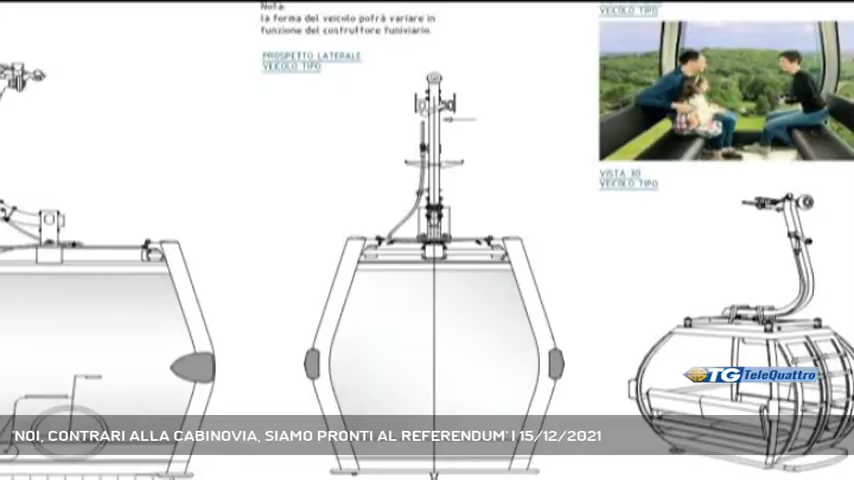 Nota:
la forma del veicolo potrà variare in
funzione del costruttore funiviario.
PROSPETTO LATERALE
VEICOLO TIPO
VEICOLO TIPO
VISTA 3D
VEICOLO TIPO
TG TeleQuattro
"NOI, CONTRARI ALLA CABINOVIA, SIAMO PRONTI AL REFERENDUM" | 15/12/2021